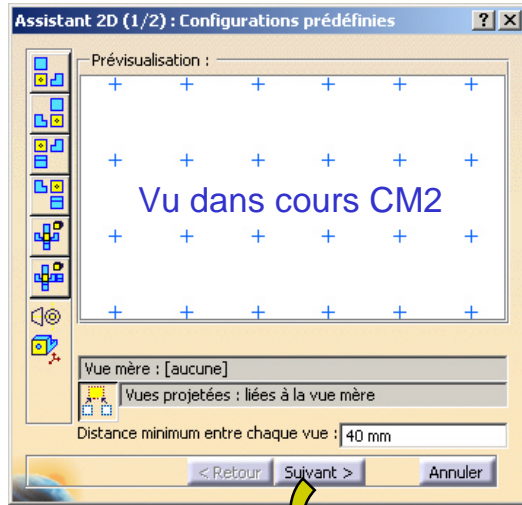 Assistant 2D (1/2) : Configurations prédéfinies
Prévisualisation :
Vu dans cours CM2
Vue mère : [aucune]
Vues projetées : liées à la vue mère
Distance minimum entre chaque vue : 40 mm
< Retour Suivant > Annuler